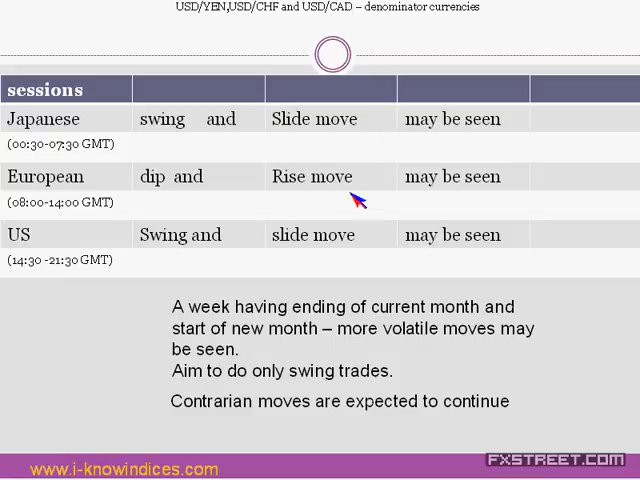 USD/YEN,USD/CHF and USD/CAD – denominator currencies
sessions
Japanese swing and Slide move may be seen
(00:30-07:30 GMT)
European dip and Rise move may be seen
(08:00-14:00 GMT)
US Swing and slide move may be seen
(14:30 -21:30 GMT)
A week having ending of current month and
start of new month – more volatile moves may
be seen.
Aim to do only swing trades.
Contrarian moves are expected to continue
www.i-knowindices.com
FXSTREET.COM